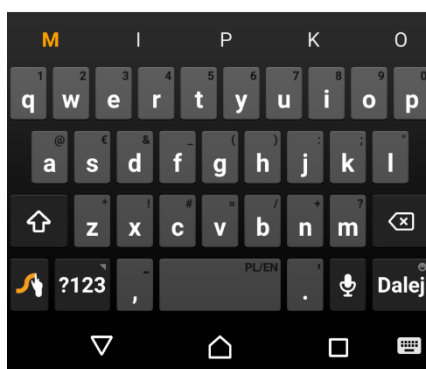 M I P K O
1 2 3 4 5 6 7 8 9 0
q w e r t y u i o p
@ € & _ ( ) : ; "
a s d f g h j k l
* ! # = / + ?
z x c v b n m
PL/EN '
?123 , . Dalej